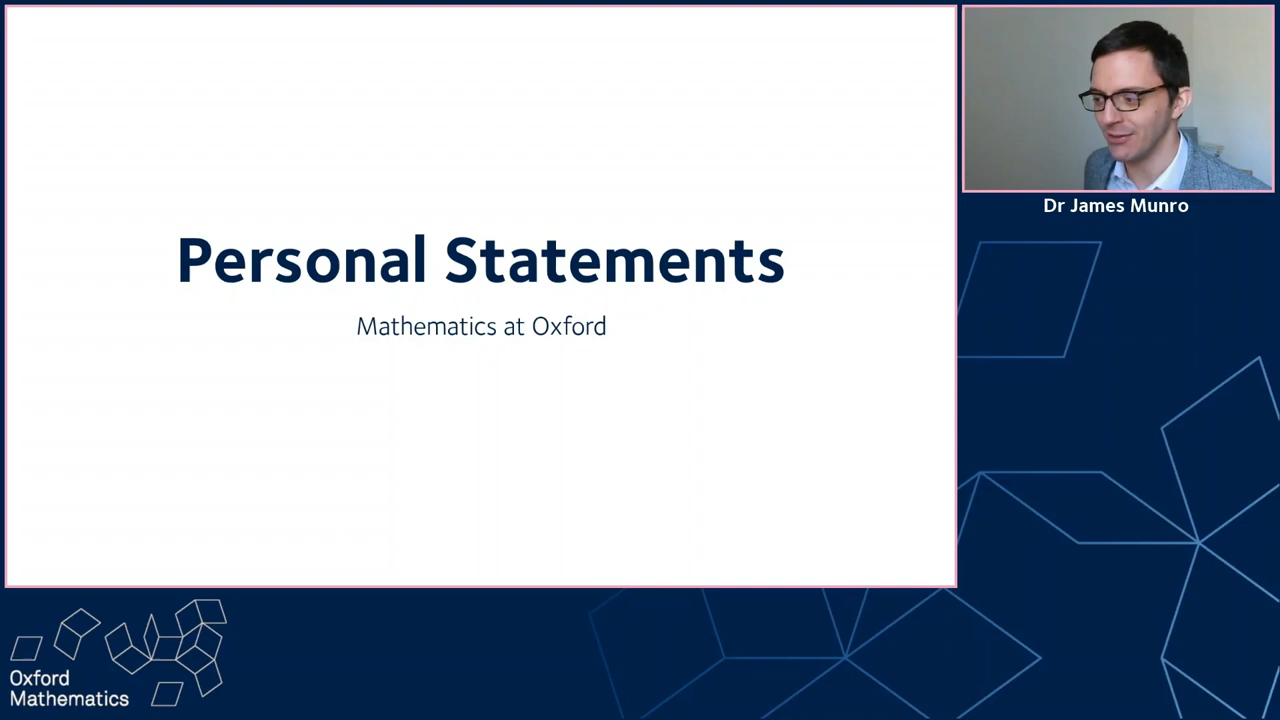 Personal Statements
Mathematics at Oxford
Dr James Munro
Oxford
Mathematics